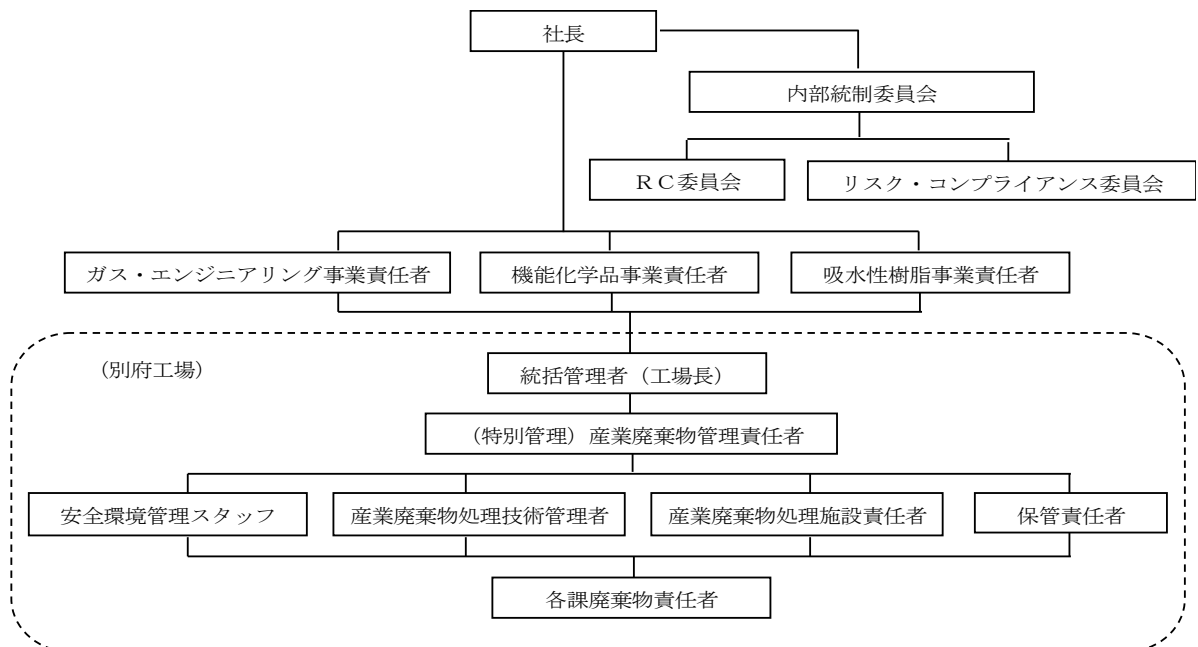 社長
内部統制委員会
ＲＣ委員会
リスク・コンプライアンス委員会
ガス・エンジニアリング事業責任者
機能化学品事業責任者
吸水性樹脂事業責任者
（別府工場）
統括管理者（工場長）
（特別管理）産業廃棄物管理責任者
安全環境管理スタッフ
産業廃棄物処理技術管理者
産業廃棄物処理施設責任者
保管責任者
各課廃棄物責任者